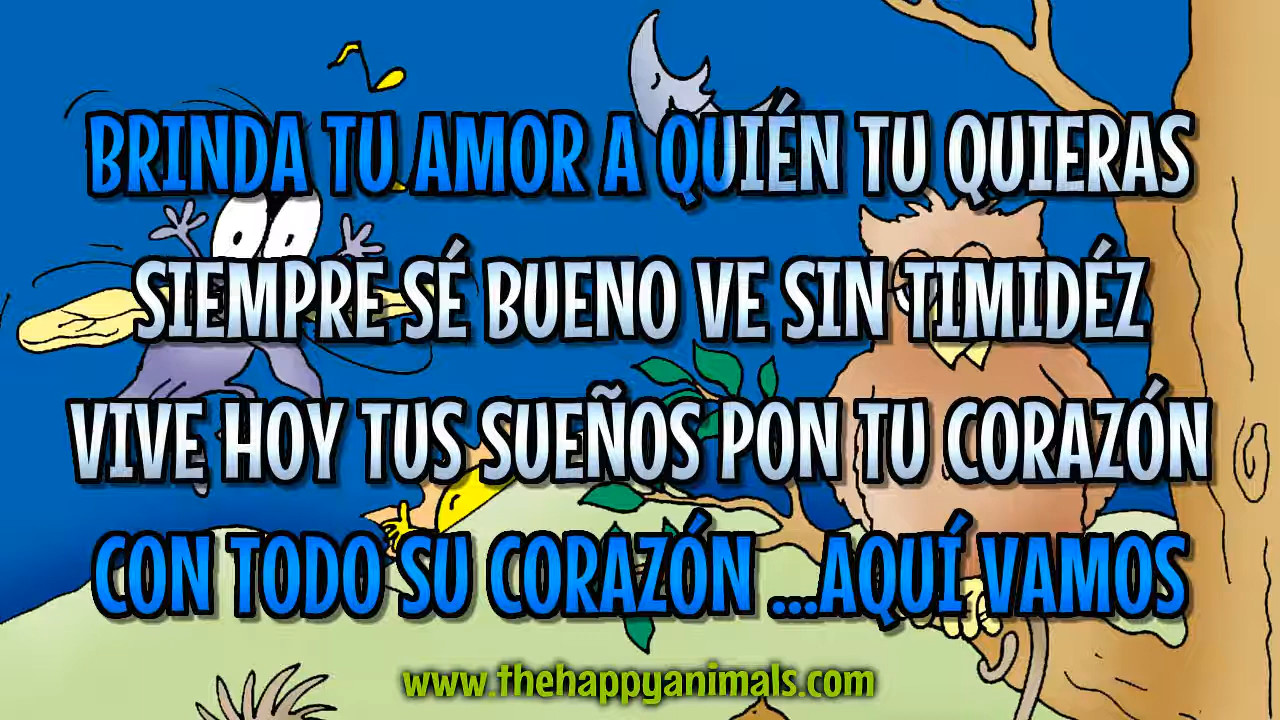 BRINDA TU AMOR A QUIÉN TU QUIERAS
SIEMPRE SÉ BUENO VE SIN TIMIDÉZ
VIVE HOY TUS SUEÑOS PON TU CORAZÓN
CON TODO SU CORAZÓN ...AQUÍ VAMOS
www.thehappyanimals.com